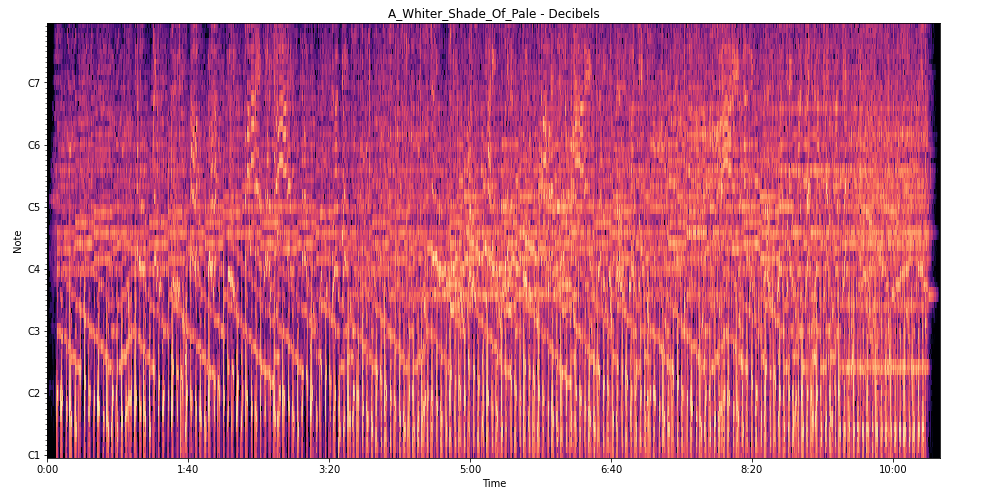 A_Whiter_Shade_Of_Pale - Decibels
C7
C6
C5
Note
C4
C3
C2
C1
0:00 1:40 3:20 5:00 6:40 8:20 10:00
Time